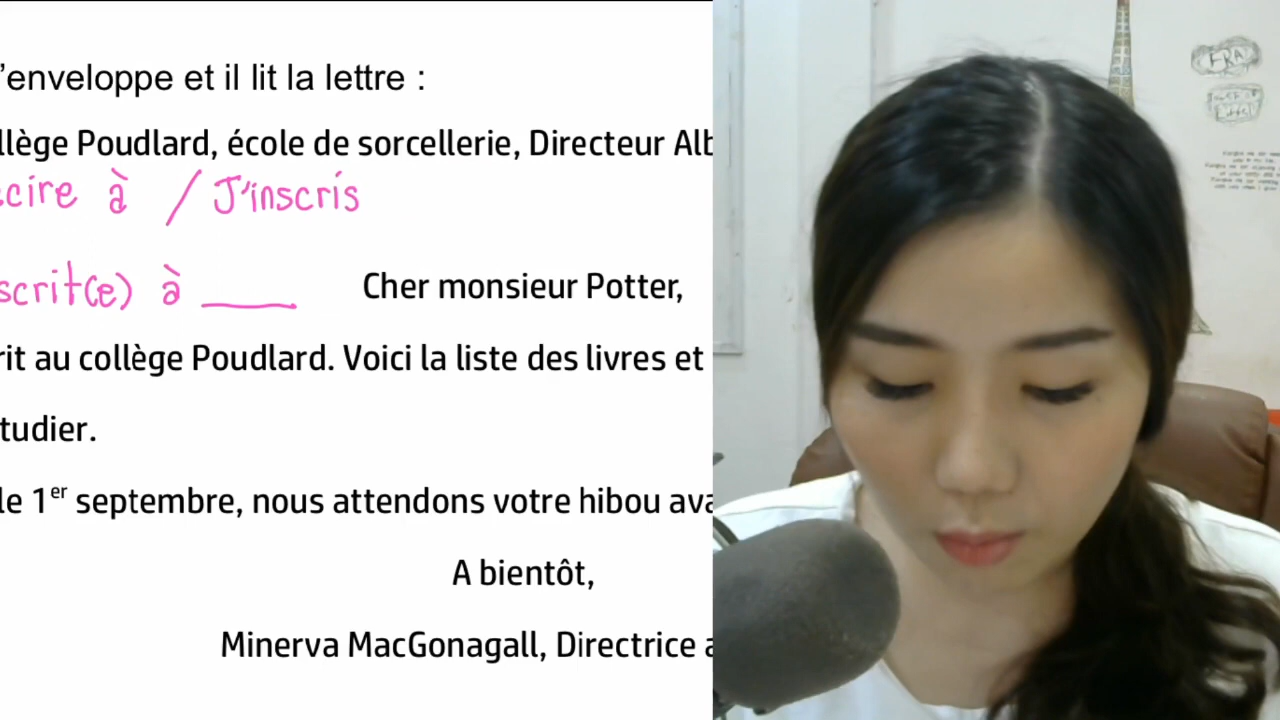 'enveloppe et il lit la lettre :
llège Poudlard, école de sorcellerie, Directeur Alb
cire à / J'inscris
scrit(e) à ____ Cher monsieur Potter,
rit au collège Poudlard. Voici la liste des livres et
tudier.
le 1er septembre, nous attendons votre hibou ava
A bientôt,
Minerva MacGonagall, Directrice a
FRA